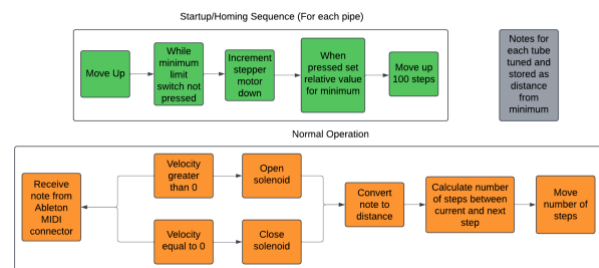 Startup/Homing Sequence (For each pipe)
Move Up
While
minimum
limit
switch not
pressed
Increment
stepper
motor
down
When
pressed set
relative value
for minimum
Move up
100 steps
Notes for
each tube
tuned and
stored as
distance
from
minimum
Normal Operation
Receive
note from
Ableton
MIDI
connector
Velocity
greater
than 0
Open
solenoid
Velocity
equal to 0
Close
solenoid
Convert
note to
distance
Calculate number
of steps between
current and next
step
Move
number of
steps